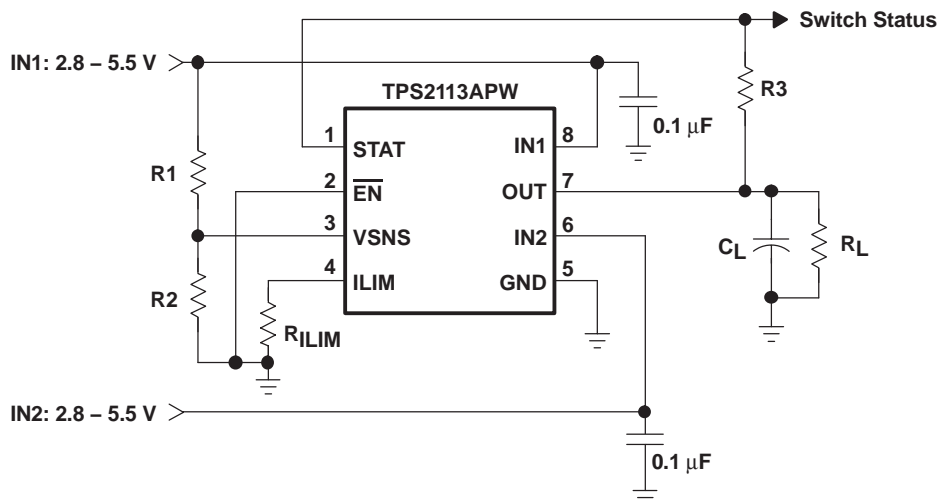 Switch Status
IN1: 2.8 – 5.5 V
R3
TPS2113APW
0.1 μF
1
STAT
IN1
8
R1
2
EN
OUT
7
3
VSNS
IN2
6
CL
RL
4
ILIM
GND
5
R2
RILIM
IN2: 2.8 – 5.5 V
0.1 μF